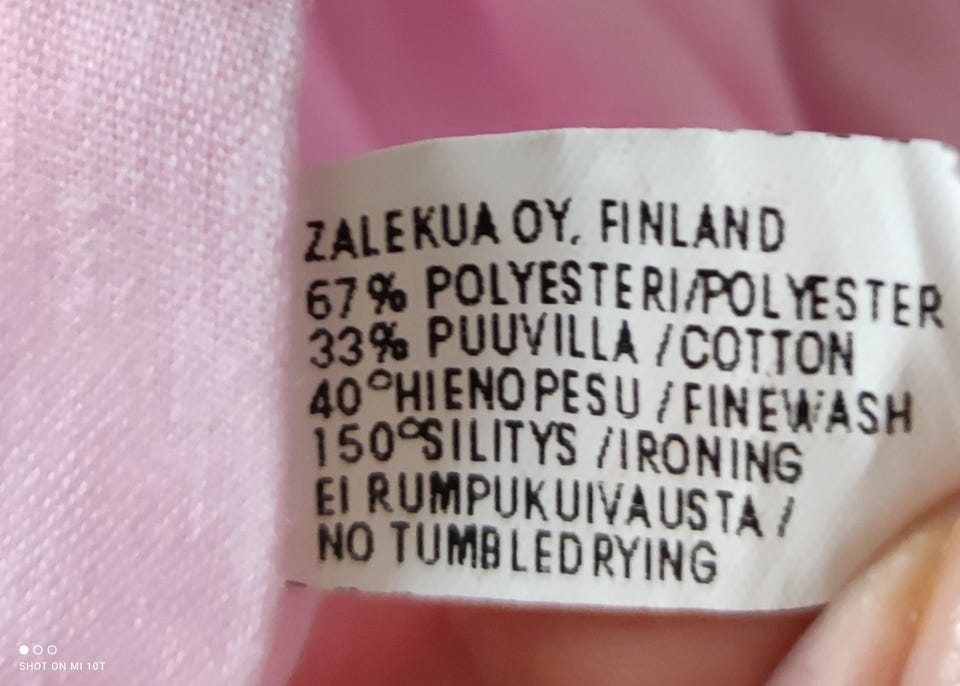 ZALEKUA OY. FINLAND
67% POLYESTERI/POLYESTER
33% PUUVILLA / COTTON
40° HIENOPESU / FINEWASH
150° SILITYS / IRONING
EI RUMPUKUIVAUSTA /
NO TUMBLEDRYING
SHOT ON MI 10T